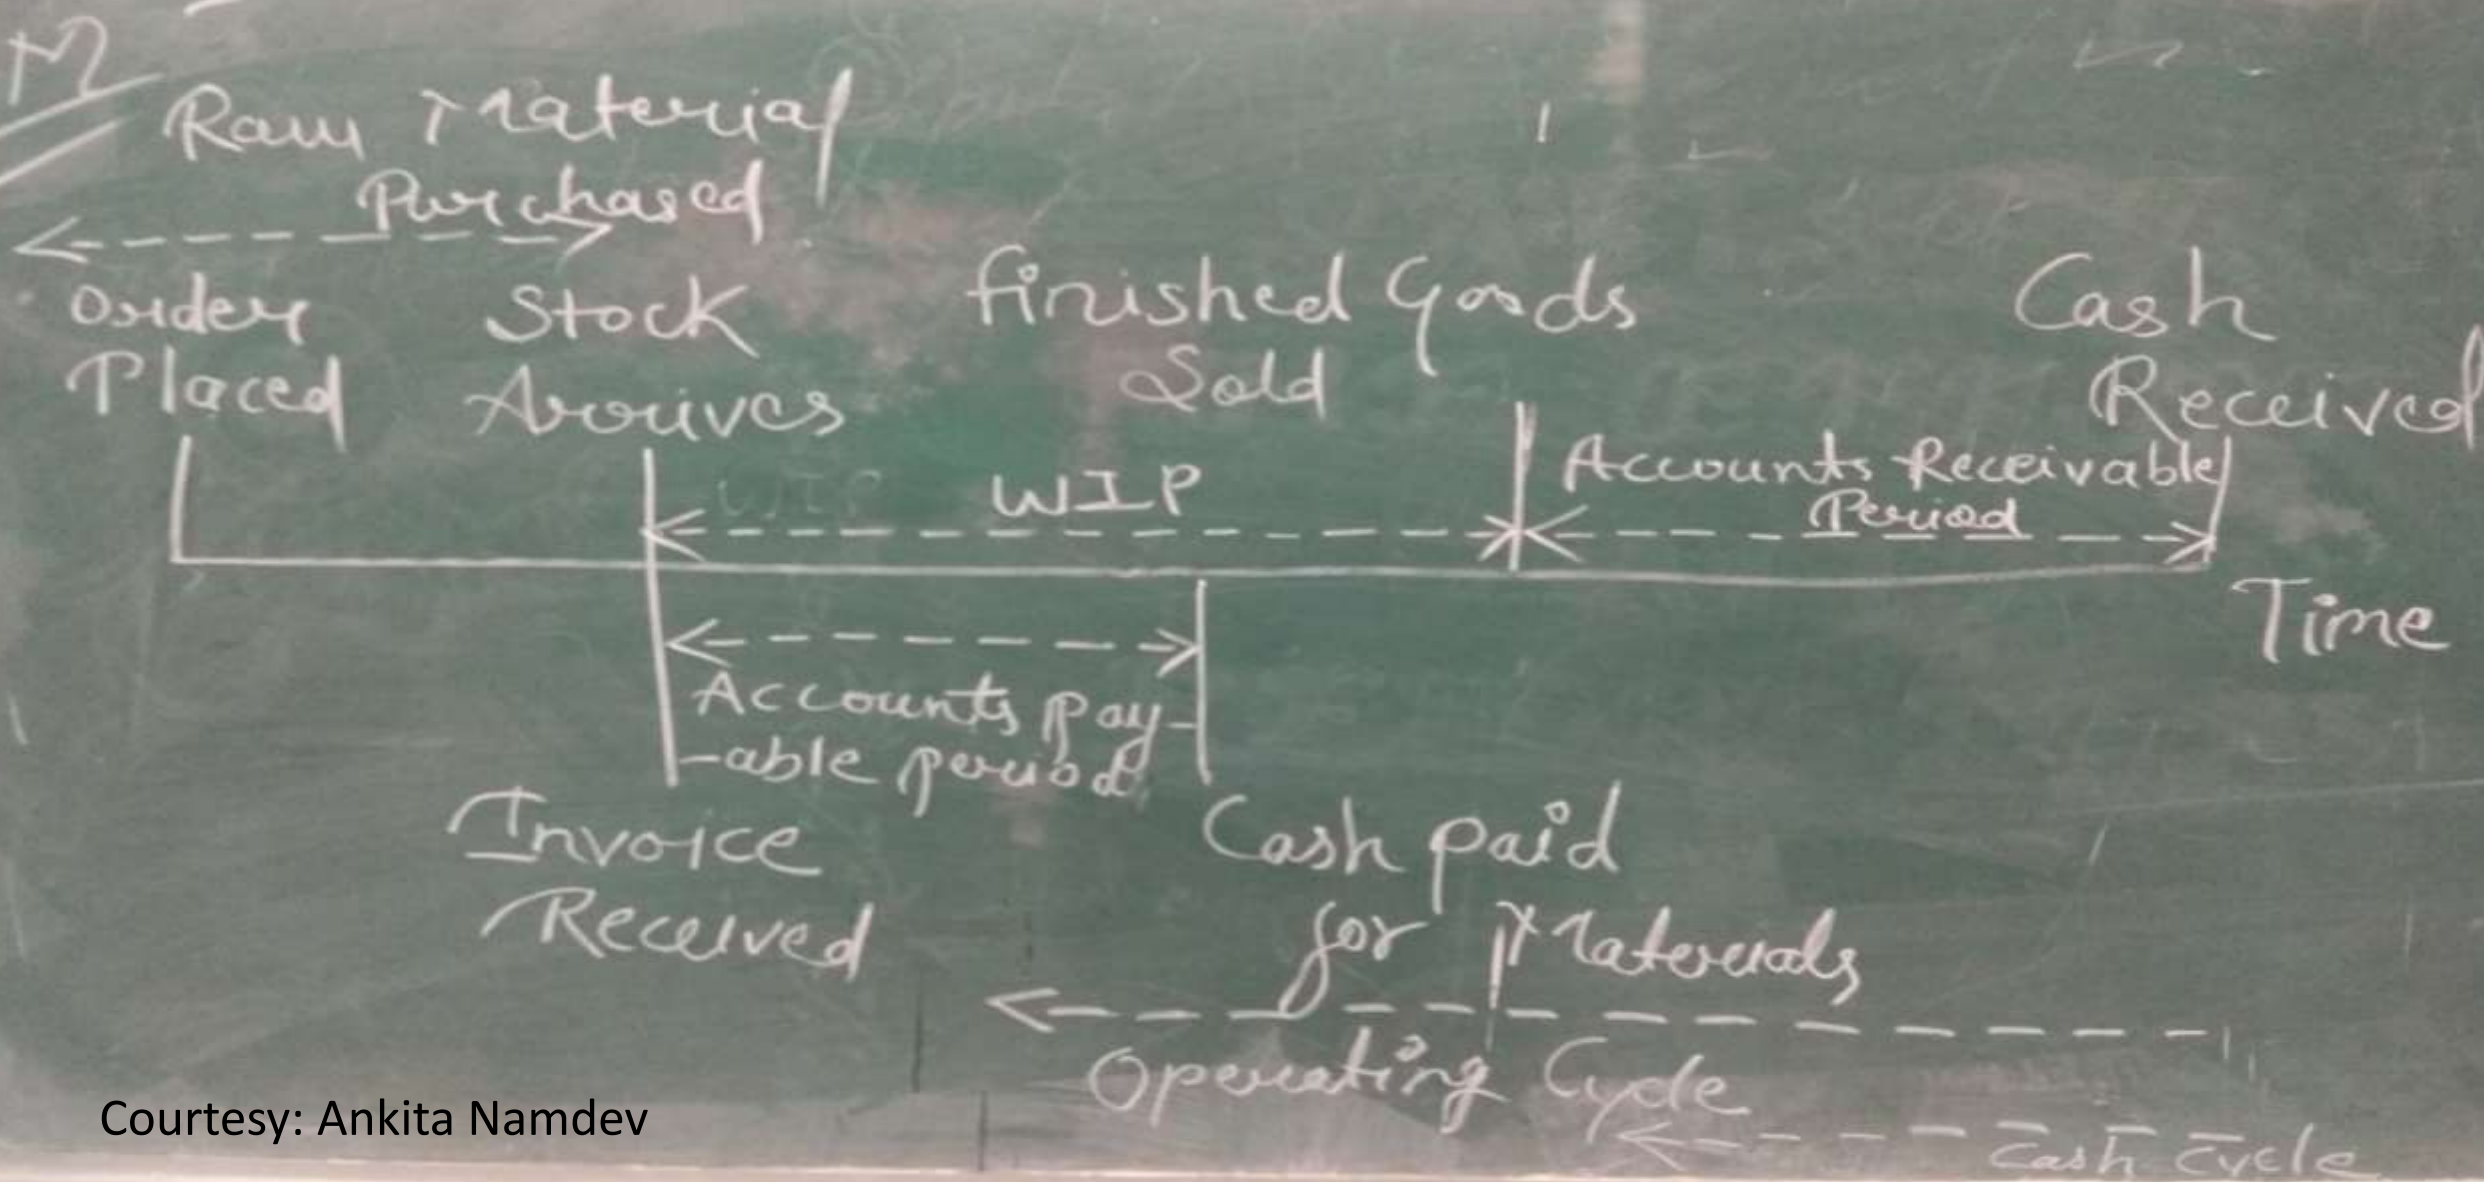 M
Raw Material
Purchased
Order
Placed
Stock
Arrives
Finished Goods
Sold
Cash
Received
WIP
WIP
Accounts Receivable
Period
Time
Accounts pay-
-able period
Invoice
Received
Cash paid
for Materials
Operating Cycle
Cash Cycle
Courtesy: Ankita Namdev